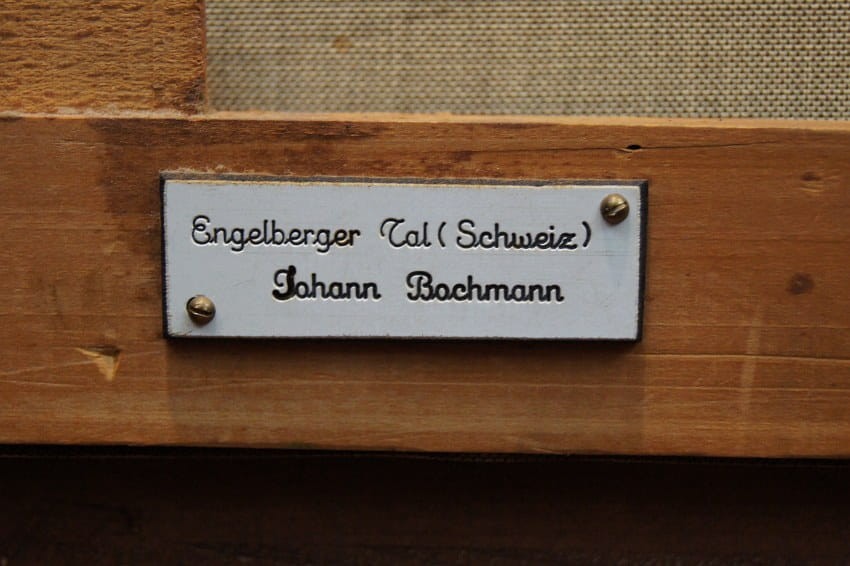 Engelberger Tal (Schweiz)
Johann Bochmann